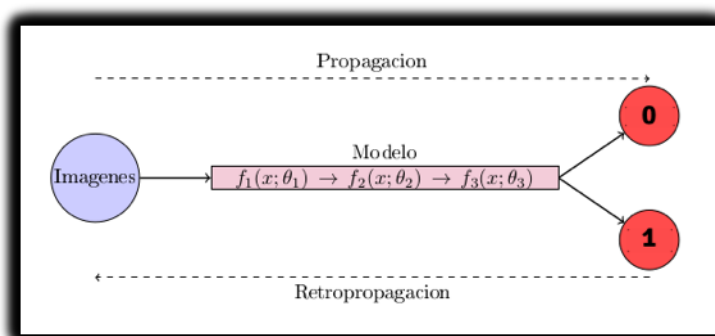 Propagacion
0
Modelo
Imagenes
f₁(x; θ₁) → f₂(x; θ₂) → f₃(x; θ₃)
1
Retropropagacion